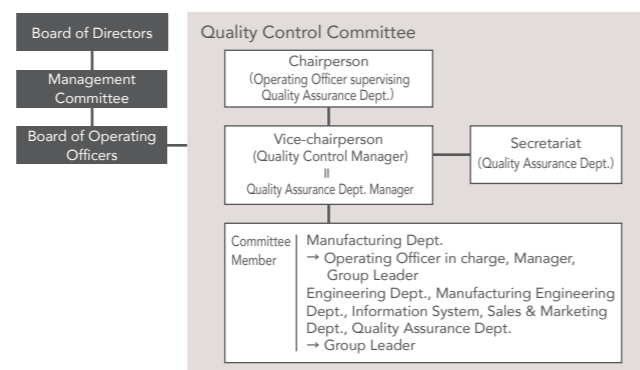 Board of Directors
Management
Committee
Board of Operating
Officers
Quality Control Committee
Chairperson
(Operating Officer supervising
Quality Assurance Dept.)
Vice-chairperson
(Quality Control Manager)
=
Quality Assurance Dept. Manager
Secretariat
(Quality Assurance Dept.)
Committee
Member
Manufacturing Dept.
→ Operating Officer in charge, Manager,
Group Leader
Engineering Dept., Manufacturing Engineering
Dept., Information System, Sales & Marketing
Dept., Quality Assurance Dept.
→ Group Leader